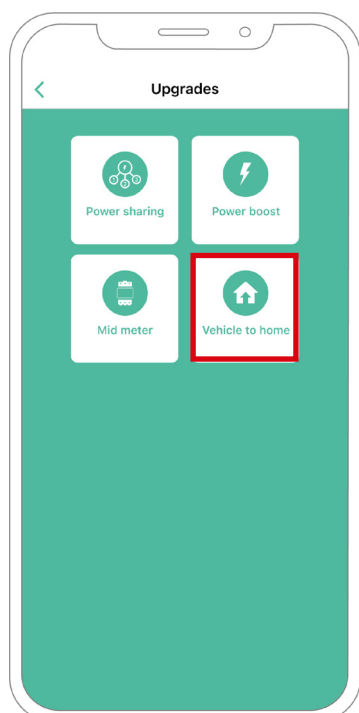 Upgrades
Power sharing
Power boost
Mid meter
Vehicle to home